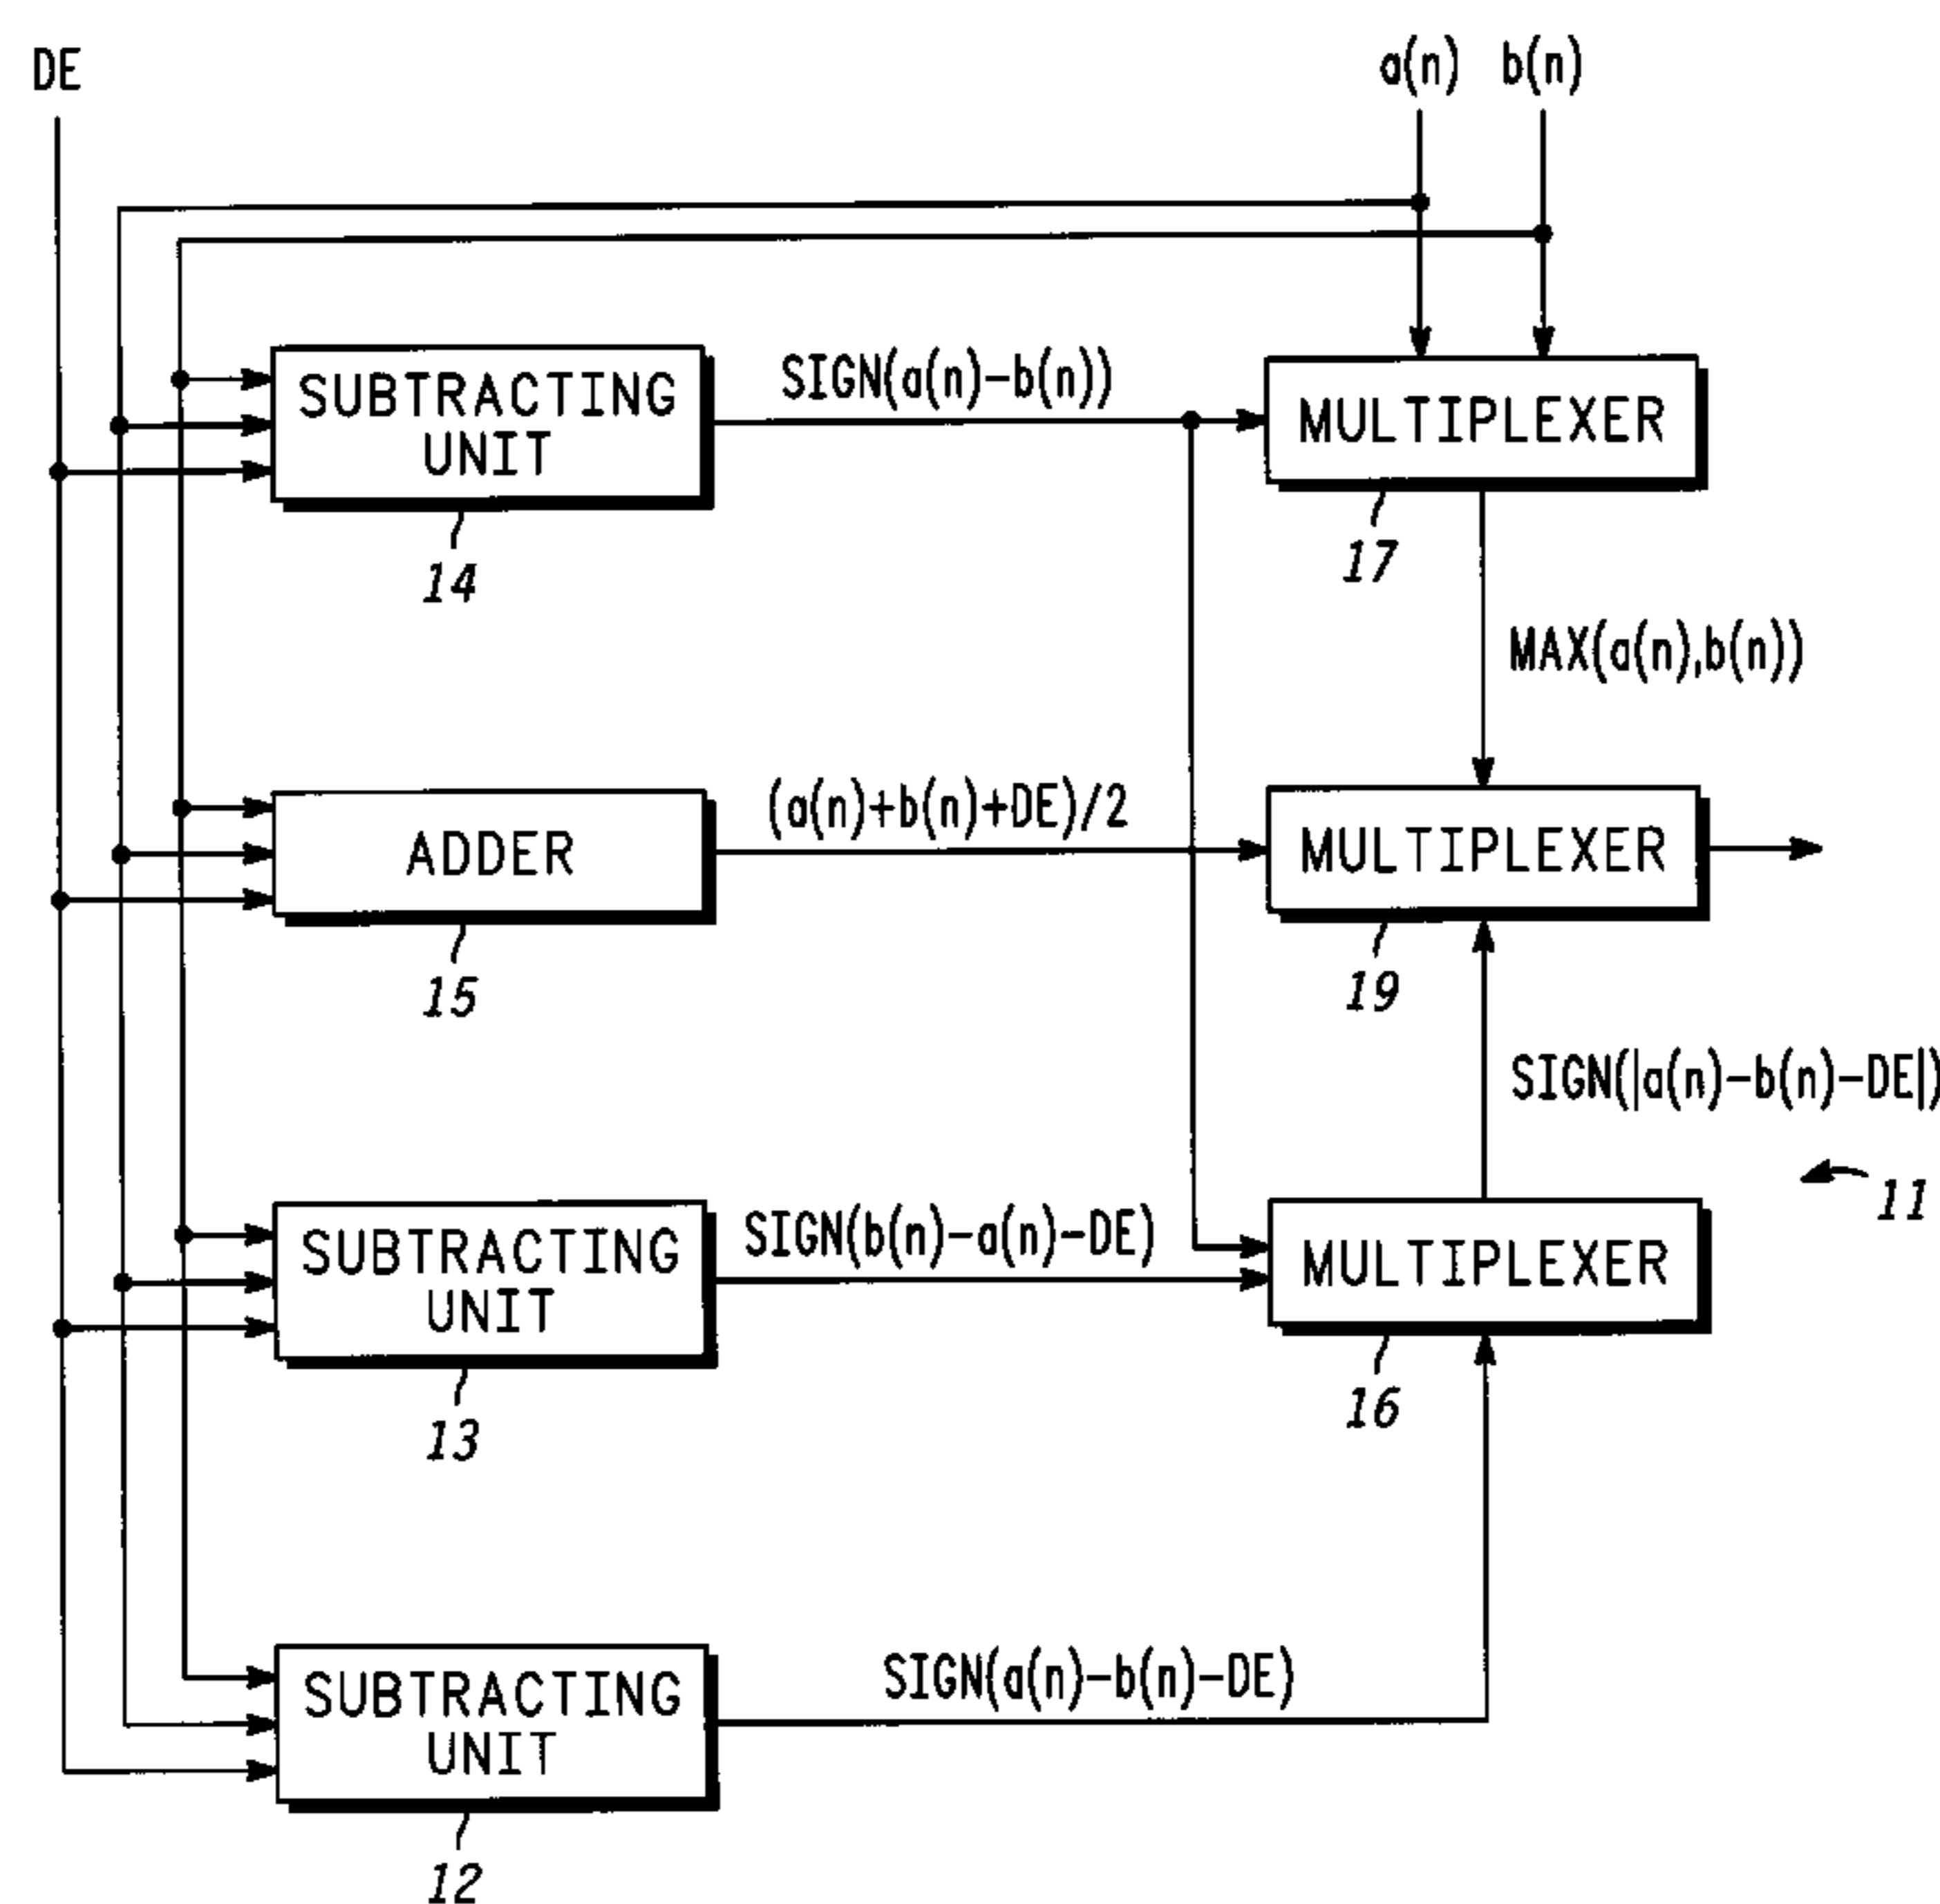 DE
a(n) b(n)
SUBTRACTING
UNIT
14
SIGN(a(n)-b(n))
MULTIPLEXER
17
MAX(a(n),b(n))
ADDER
15
(a(n)+b(n)+DE)/2
MULTIPLEXER
19
SIGN(|a(n)-b(n)-DE|)
11
SUBTRACTING
UNIT
13
SIGN(b(n)-a(n)-DE)
MULTIPLEXER
16
SUBTRACTING
UNIT
12
SIGN(a(n)-b(n)-DE)